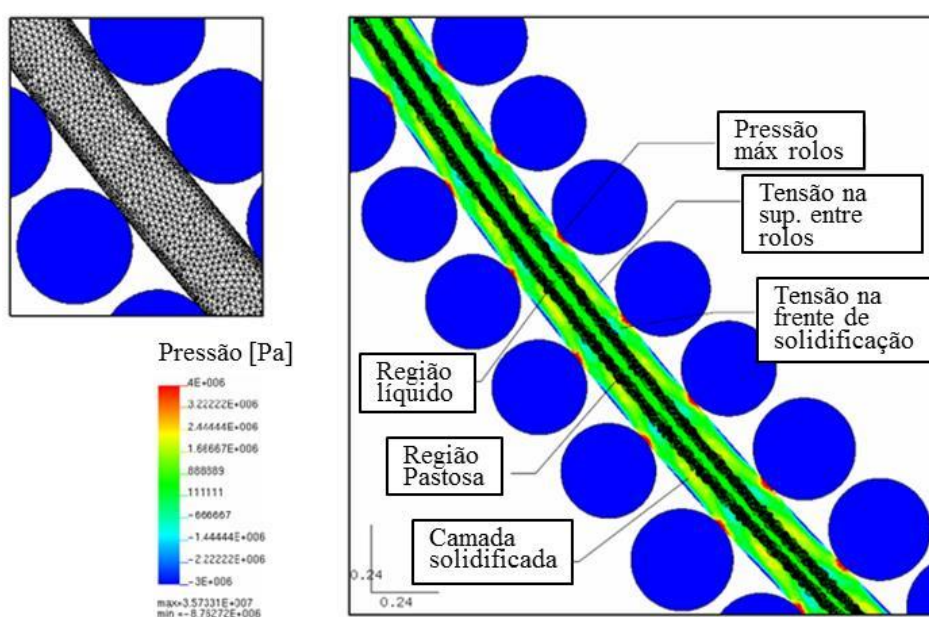 Pressão
máx rolos
Tensão na
sup. entre
rolos
Tensão na
frente de
solidificação
Pressão [Pa]
4E+006
3.22222E+006
2.44444E+006
1.66667E+006
888889
111111
-666667
-1.44444E+006
-2.22222E+006
-3E+006
max=3.57331E+007
min =-8.76272E+006
Região
líquido
Região
Pastosa
Camada
solidificada
0.24
0.24